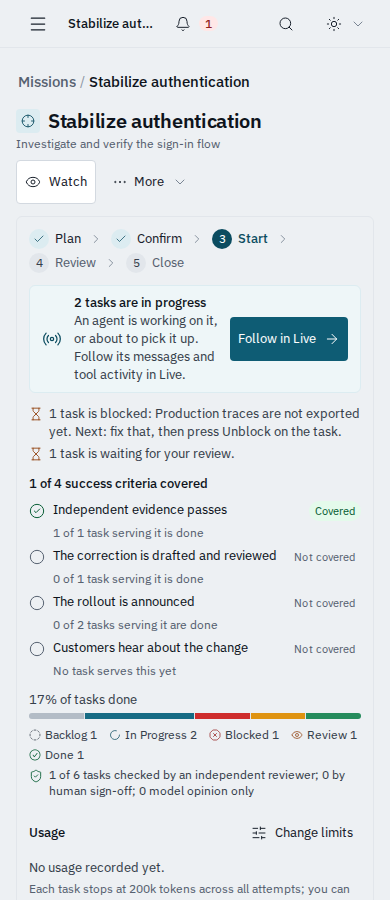 Stabilize aut... 1
Missions / Stabilize authentication
Stabilize authentication
Investigate and verify the sign-in flow
Watch
More
Plan
Confirm
3 Start
4 Review
5 Close
2 tasks are in progress
An agent is working on it,
or about to pick it up.
Follow its messages and
tool activity in Live.
Follow in Live
1 task is blocked: Production traces are not exported
yet. Next: fix that, then press Unblock on the task.
1 task is waiting for your review.
1 of 4 success criteria covered
Independent evidence passes Covered
1 of 1 task serving it is done
The correction is drafted and reviewed Not covered
0 of 1 task serving it is done
The rollout is announced Not covered
0 of 2 tasks serving it are done
Customers hear about the change Not covered
No task serves this yet
17% of tasks done
Backlog 1 In Progress 2 Blocked 1 Review 1
Done 1
1 of 6 tasks checked by an independent reviewer; 0 by
human sign-off; 0 model opinion only
Usage
Change limits
No usage recorded yet.
Each task stops at 200k tokens across all attempts; you can